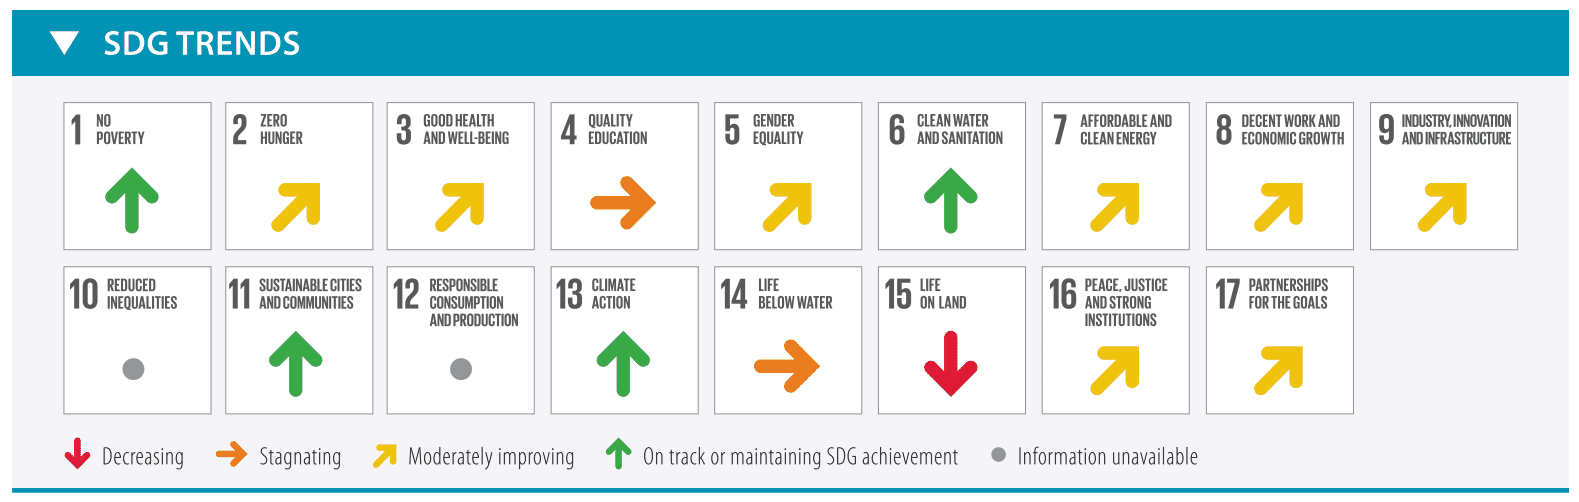 SDG TRENDS
1 NO
POVERTY
2 ZERO
HUNGER
3 GOOD HEALTH
AND WELL-BEING
4 QUALITY
EDUCATION
5 GENDER
EQUALITY
6 CLEAN WATER
AND SANITATION
7 AFFORDABLE AND
CLEAN ENERGY
8 DECENT WORK AND
ECONOMIC GROWTH
9 INDUSTRY, INNOVATION
AND INFRASTRUCTURE
10 REDUCED
INEQUALITIES
11 SUSTAINABLE CITIES
AND COMMUNITIES
12 RESPONSIBLE
CONSUMPTION
AND PRODUCTION
13 CLIMATE
ACTION
14 LIFE
BELOW WATER
15 LIFE
ON LAND
16 PEACE, JUSTICE
AND STRONG
INSTITUTIONS
17 PARTNERSHIPS
FOR THE GOALS
Decreasing Stagnating Moderately improving On track or maintaining SDG achievement Information unavailable